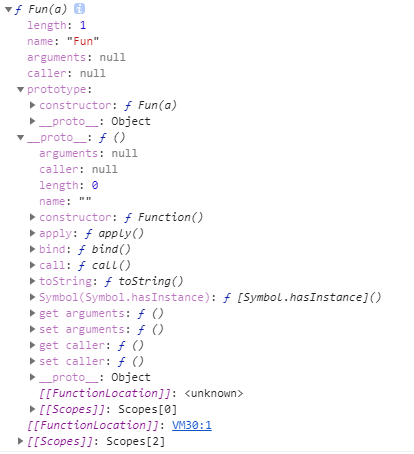 ▼ƒ Fun(a) i
length: 1
name: "Fun"
arguments: null
caller: null
▼prototype:
▶constructor: ƒ Fun(a)
▶__proto__: Object
▼__proto__: ƒ ()
arguments: null
caller: null
length: 0
name: ""
▶constructor: ƒ Function()
▶apply: ƒ apply()
▶bind: ƒ bind()
▶call: ƒ call()
▶toString: ƒ toString()
▶Symbol(Symbol.hasInstance): ƒ [Symbol.hasInstance]()
▶get arguments: ƒ ()
▶set arguments: ƒ ()
▶get caller: ƒ ()
▶set caller: ƒ ()
▶__proto__: Object
[[FunctionLocation]]: <unknown>
▶[[Scopes]]: Scopes[0]
[[FunctionLocation]]: VM30:1
▶[[Scopes]]: Scopes[2]